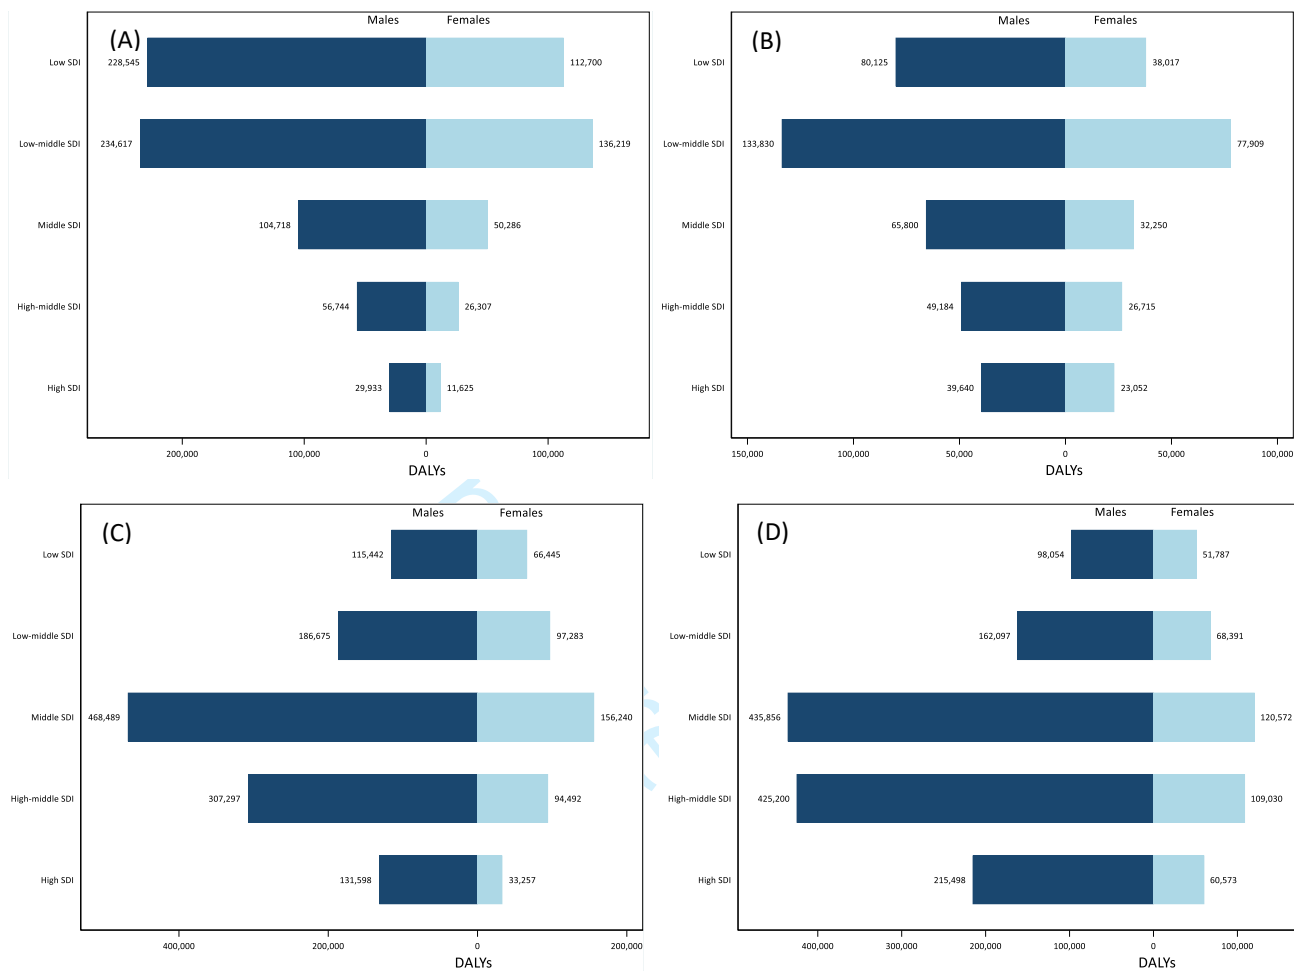 Males Females
(A)
Low SDI 228,545 112,700
Low-middle SDI 234,617 136,219
Middle SDI 104,718 50,286
High-middle SDI 56,744 26,307
High SDI 29,933 11,625
200,000 100,000 0 100,000
DALYs
Males Females
(B)
Low SDI 80,125 38,017
Low-middle SDI 133,830 77,909
Middle SDI 65,800 32,250
High-middle SDI 49,184 26,715
High SDI 39,640 23,052
150,000 100,000 50,000 0 50,000 100,000
DALYs
Males Females
(C)
Low SDI 115,442 66,445
Low-middle SDI 186,675 97,283
Middle SDI 468,489 156,240
High-middle SDI 307,297 94,492
High SDI 131,598 33,257
400,000 200,000 0 200,000
DALYs
Males Females
(D)
Low SDI 98,054 51,787
Low-middle SDI 162,097 68,391
Middle SDI 435,856 120,572
High-middle SDI 425,200 109,030
High SDI 215,498 60,573
400,000 300,000 200,000 100,000 0 100,000
DALYs